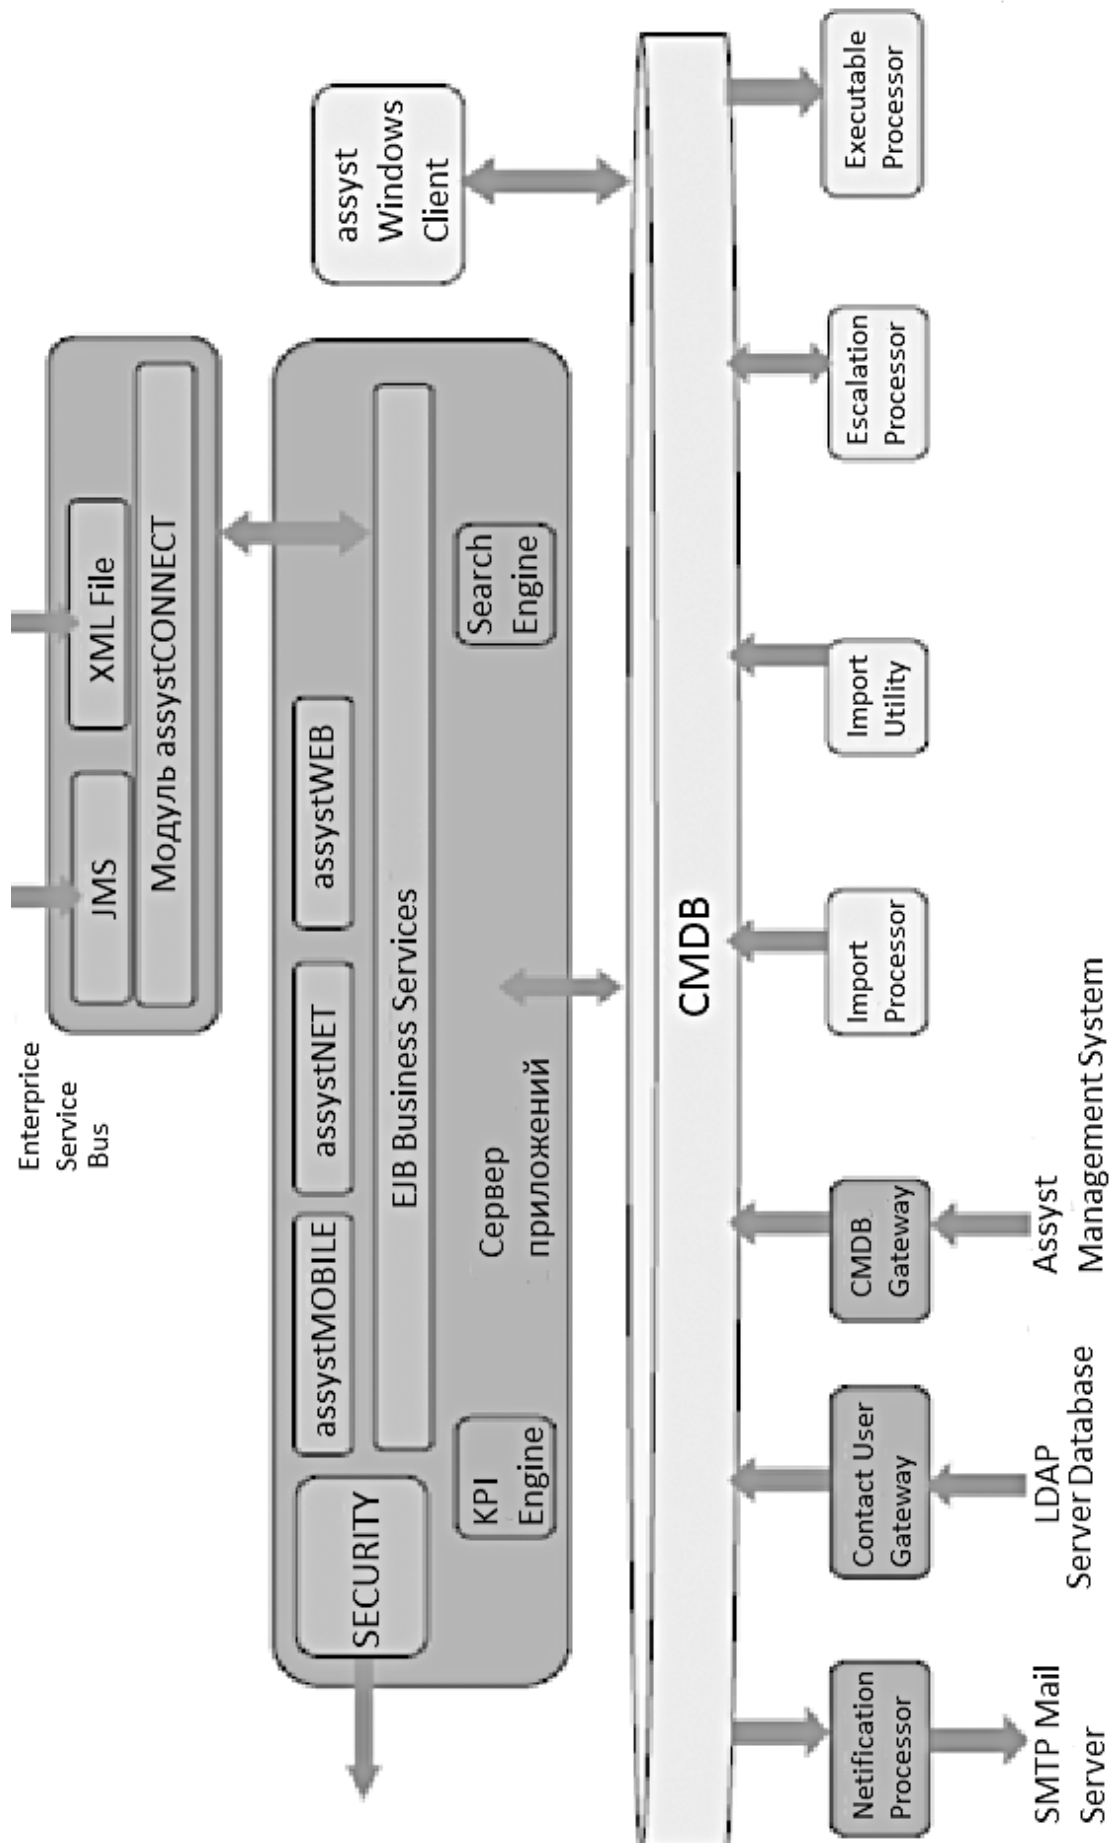 Enterprice
Service
Bus
JMS
XML File
Модуль assystCONNECT
SECURITY
assystMOBILE
assystNET
assystWEB
EJB Business Services
KPI
Engine
Сервер
приложений
Search
Engine
assyst
Windows
Client
CMDB
Netification
Processor
Contact User
Gateway
CMDB
Gateway
Import
Processor
Import
Utility
Escalation
Processor
Executable
Processor
SMTP Mail
Server
LDAP
Server Database
Assyst
Management System